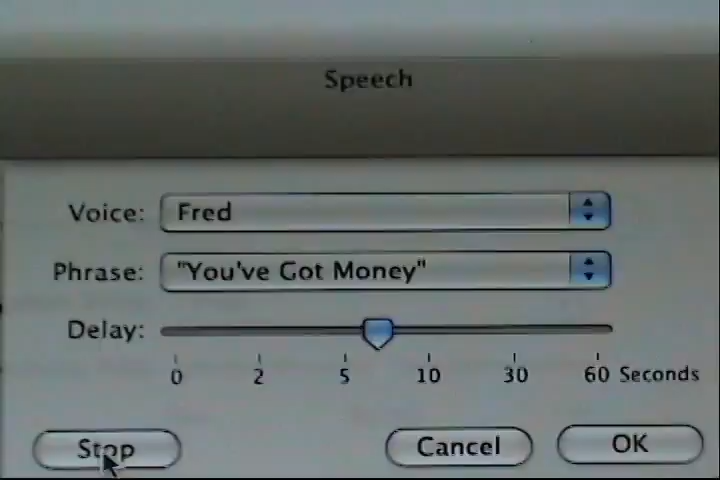 Speech
Voice: Fred
Phrase: "You've Got Money"
Delay:
0 2 5 10 30 60 Seconds
Stop Cancel OK